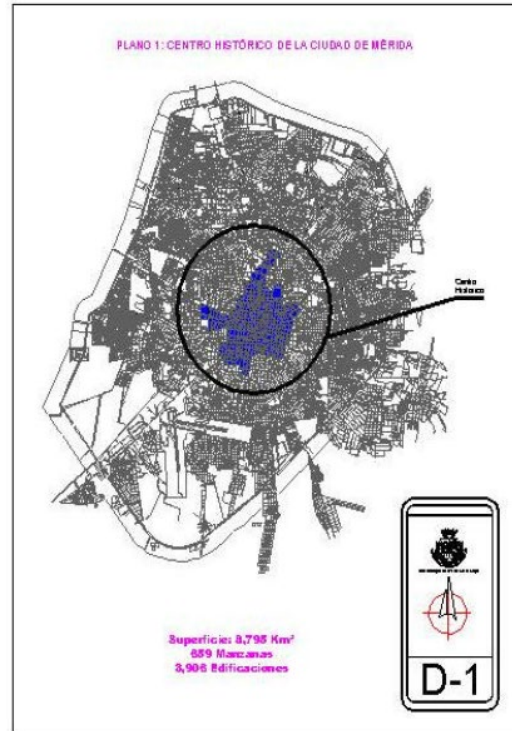 PLANO 1: CENTRO HISTÓRICO DE LA CIUDAD DE MÉRIDA
Centro
Histórico
Superficie: 8,795 Km²
659 Manzanas
3,906 Edificaciones
D-1